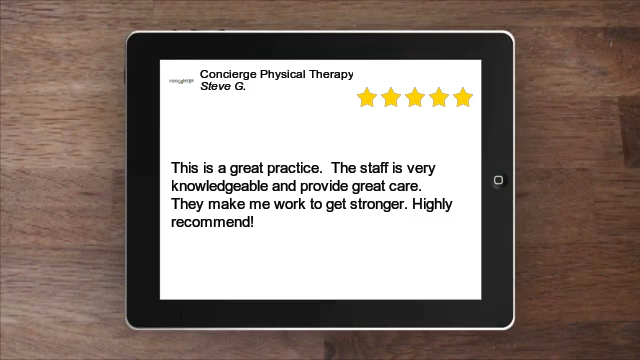 concierge
Concierge Physical Therapy
Steve G.
This is a great practice.  The staff is very
knowledgeable and provide great care.
They make me work to get stronger. Highly
recommend!